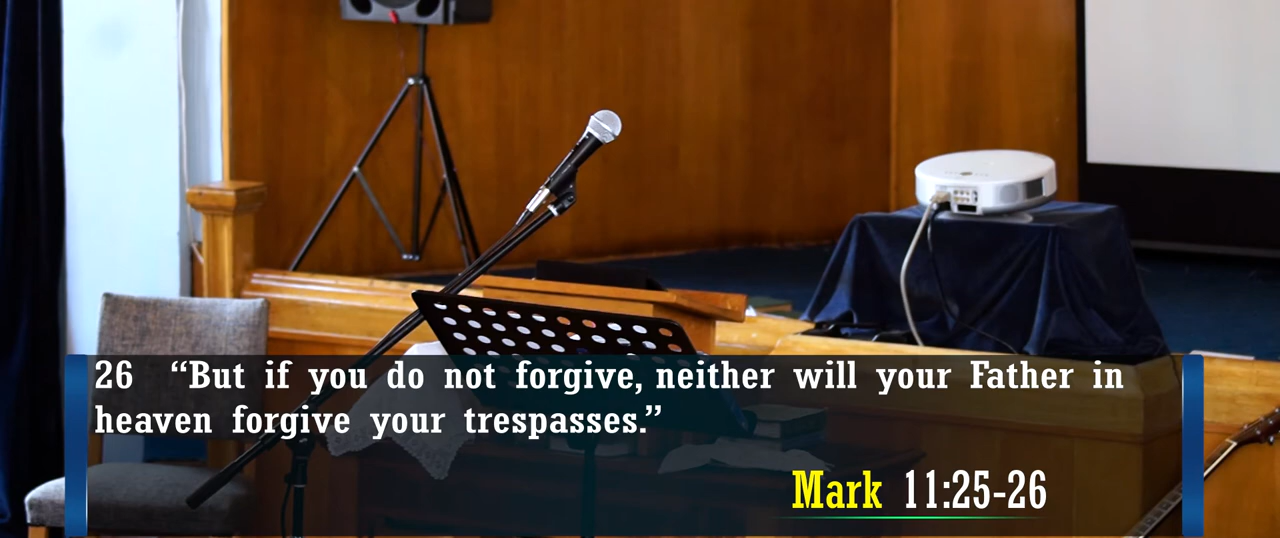 26 “But if you do not forgive, neither will your Father in
heaven forgive your trespasses.”
Mark 11:25-26